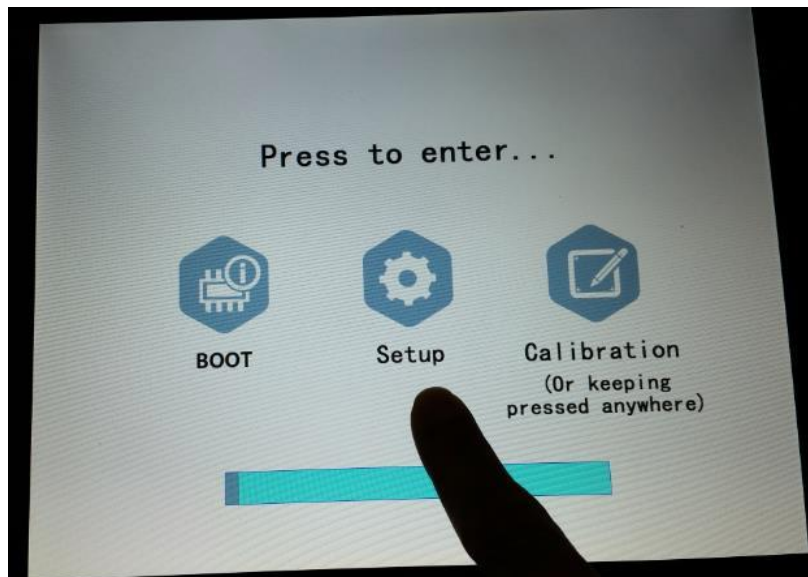 Press to enter...
BOOT
Setup
Calibration
(Or keeping
pressed anywhere)